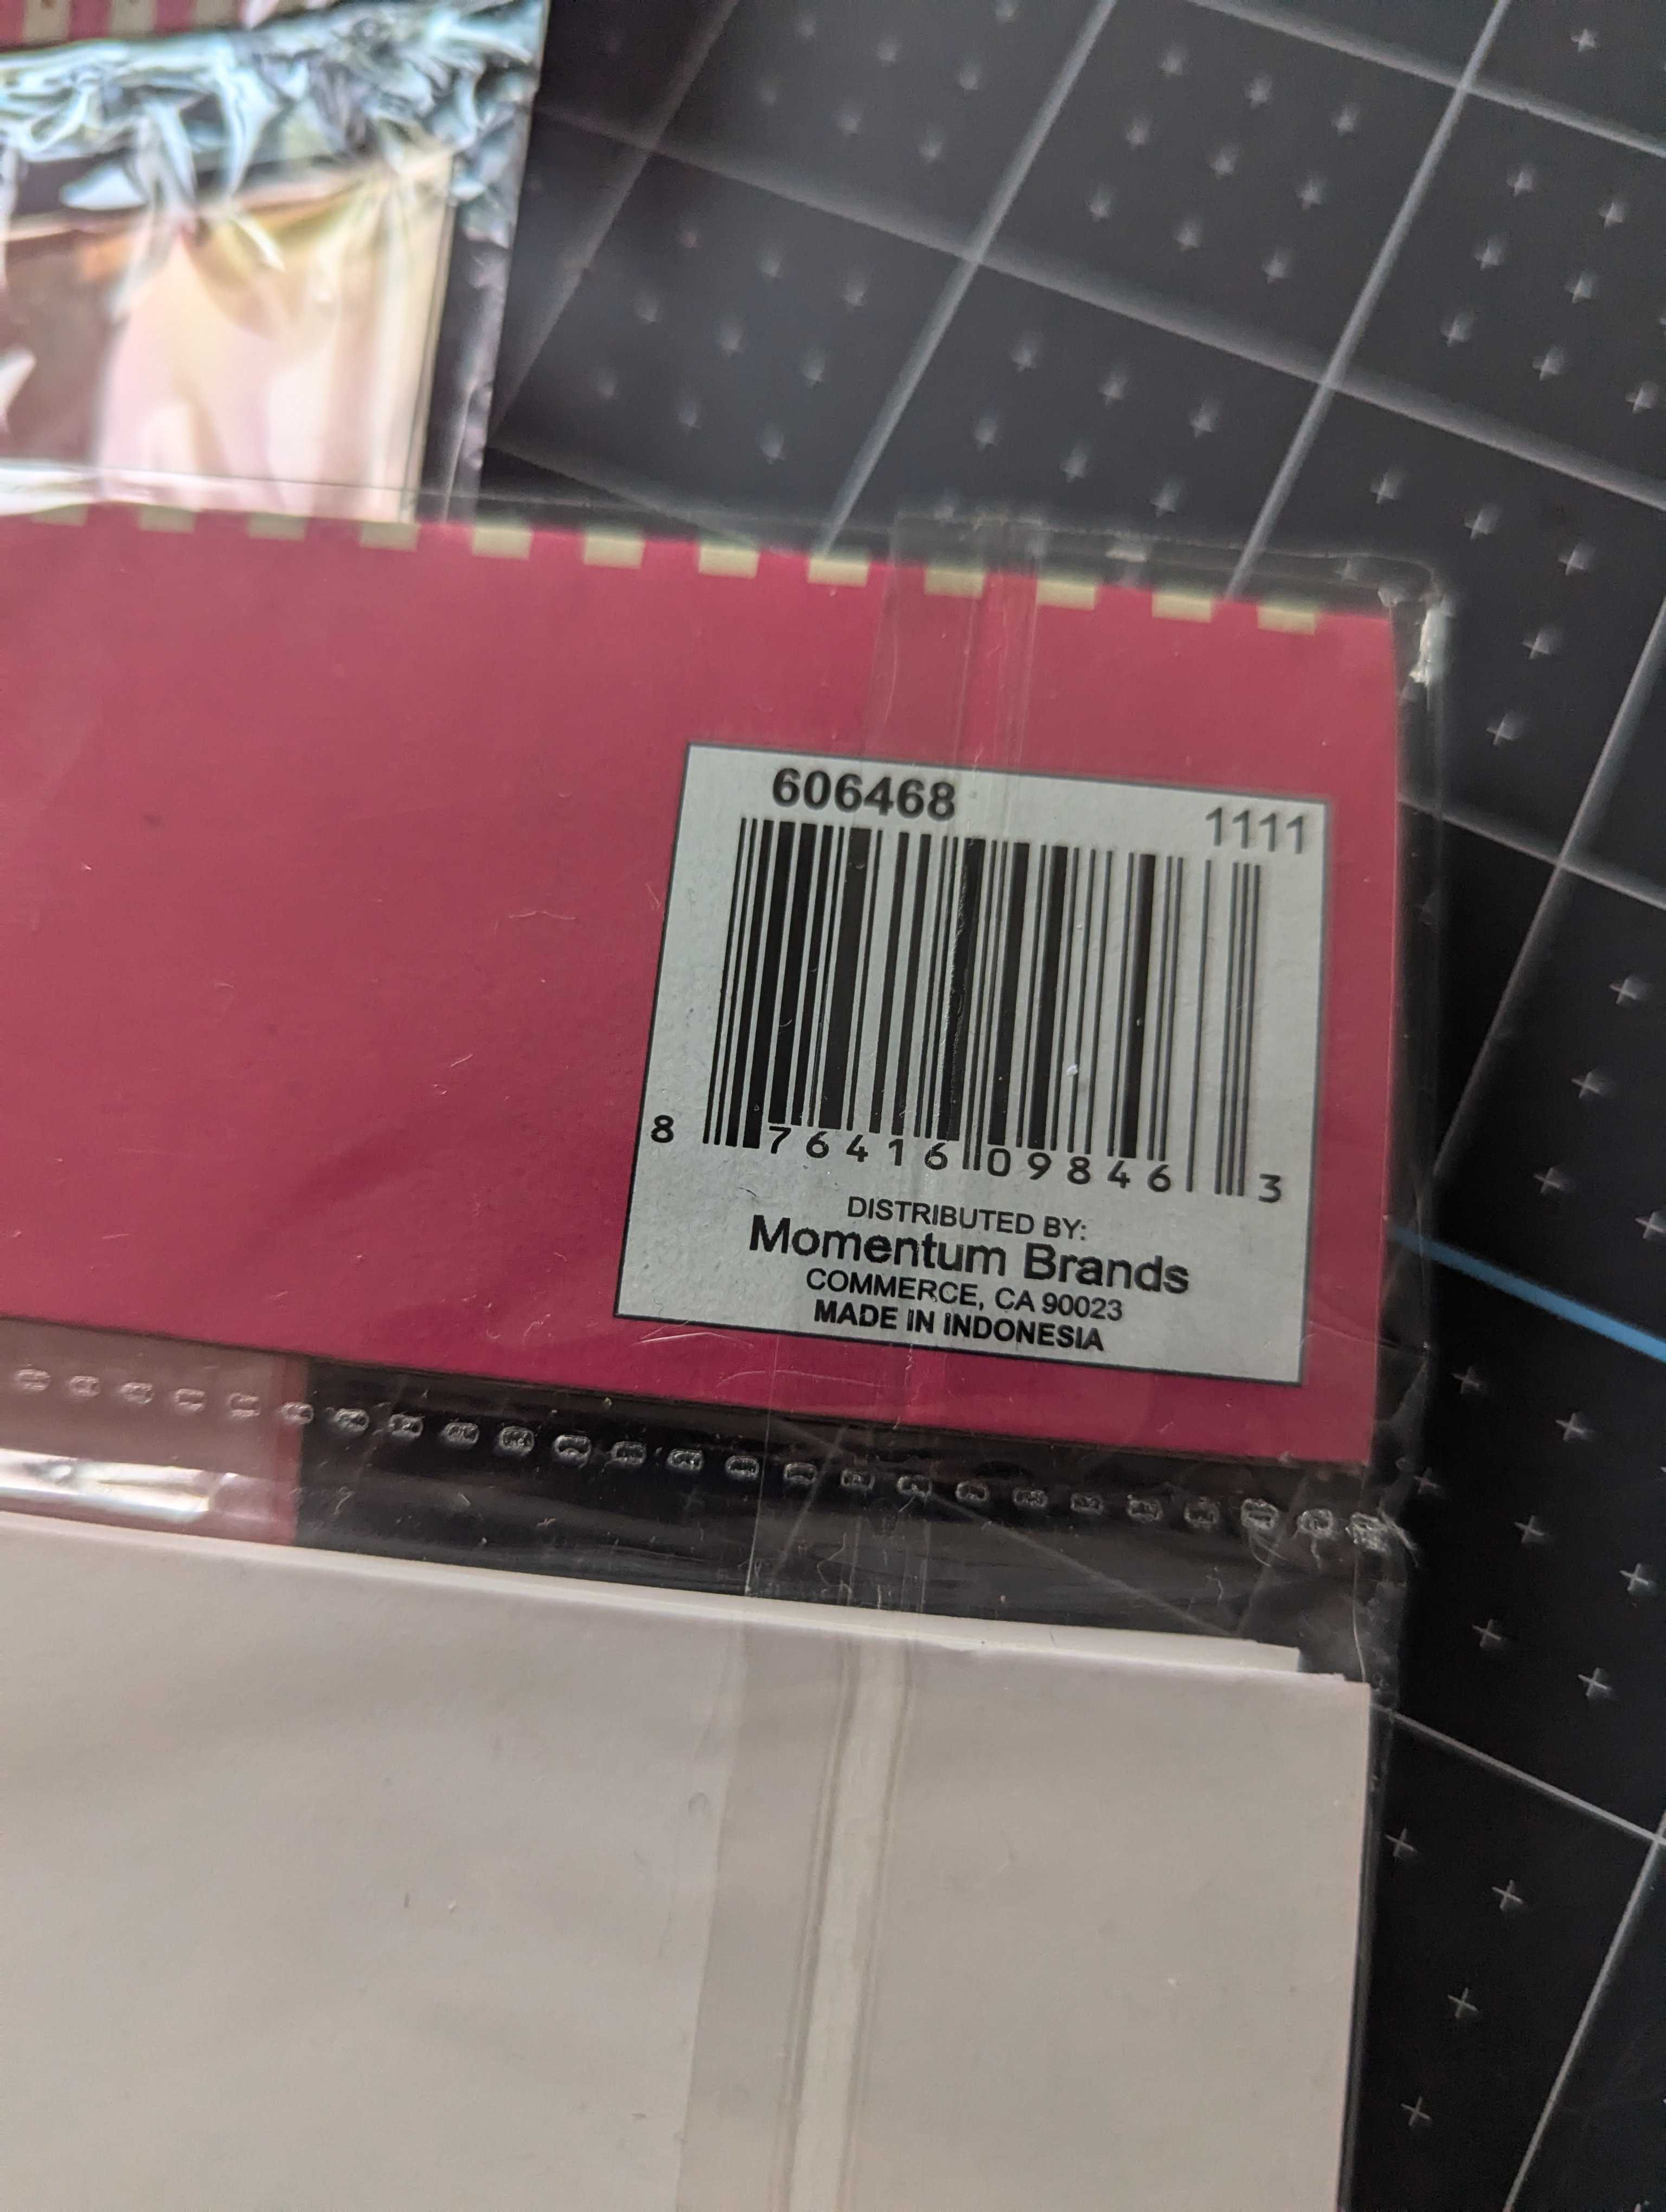 606468 1111
8 76416 09846 3
DISTRIBUTED BY:
Momentum Brands
COMMERCE, CA 90023
MADE IN INDONESIA